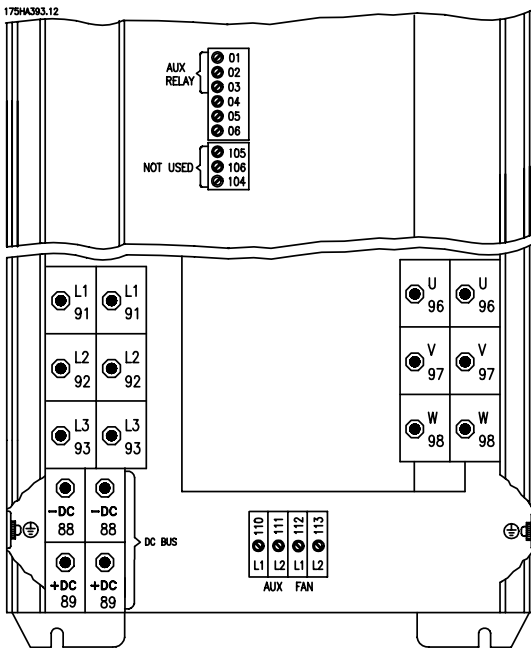 175HA393.12
AUX RELAY
01
02
03
04
05
06
NOT USED
105
106
104
L1 91 L1 91
L2 92 L2 92
L3 93 L3 93
U 96 U 96
V 97 V 97
W 98 W 98
-DC 88 -DC 88
+DC 89 +DC 89
DC BUS
110 111 112 113
L1 L2 L1 L2
AUX FAN